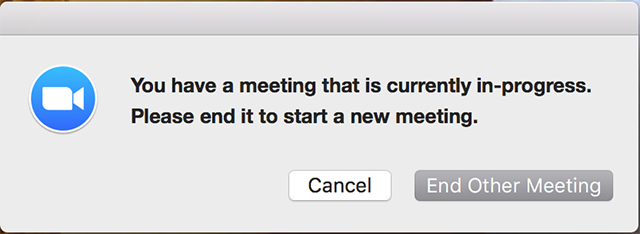 You have a meeting that is currently in-progress.
Please end it to start a new meeting.
Cancel
End Other Meeting